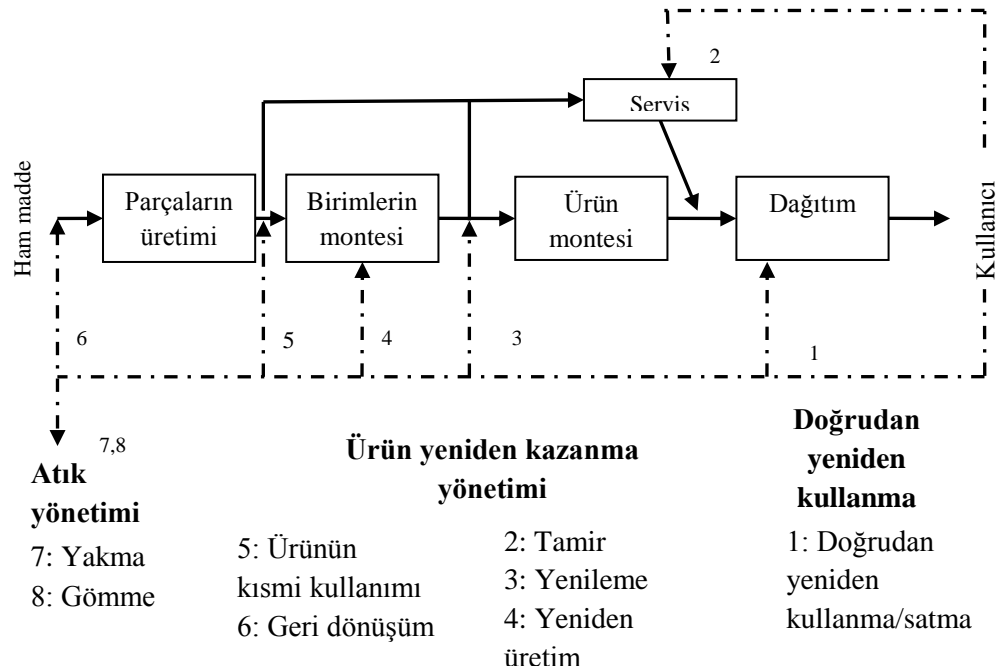 2
Servis
Ham madde
Parçaların
üretimi
Birimlerin
montesi
Ürün
montesi
Dağıtım
Kullanıcı
6
5
4
3
1
7,8
Atık
yönetimi
7: Yakma
8: Gömme
Ürün yeniden kazanma
yönetimi
5: Ürünün
kısmi kullanımı
6: Geri dönüşüm
2: Tamir
3: Yenileme
4: Yeniden
üretim
Doğrudan
yeniden
kullanma
1: Doğrudan
yeniden
kullanma/satma